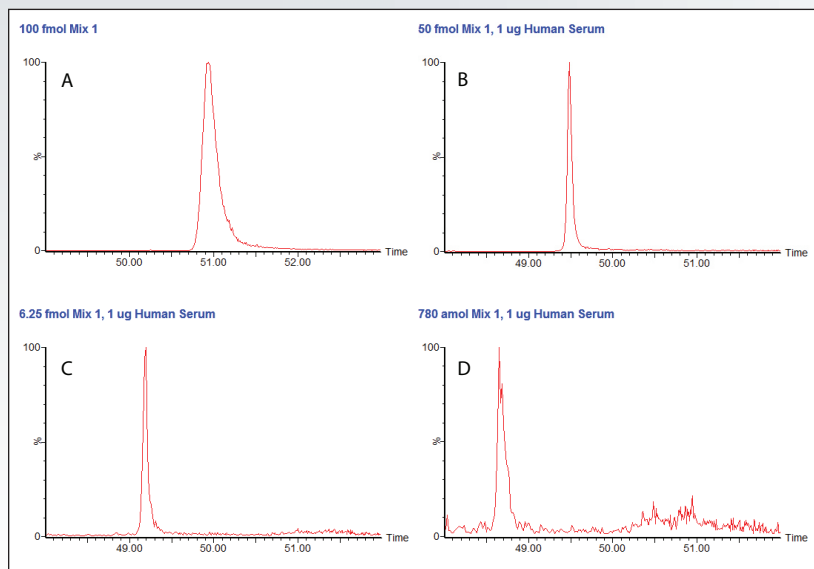 100 fmol Mix 1
100
A
%
0
50.00 51.00 52.00
Time
50 fmol Mix 1, 1 ug Human Serum
100
B
%
0
49.00 50.00 51.00
Time
6.25 fmol Mix 1, 1 ug Human Serum
100
C
%
0
49.00 50.00 51.00
Time
780 amol Mix 1, 1 ug Human Serum
100
D
%
0
49.00 50.00 51.00
Time